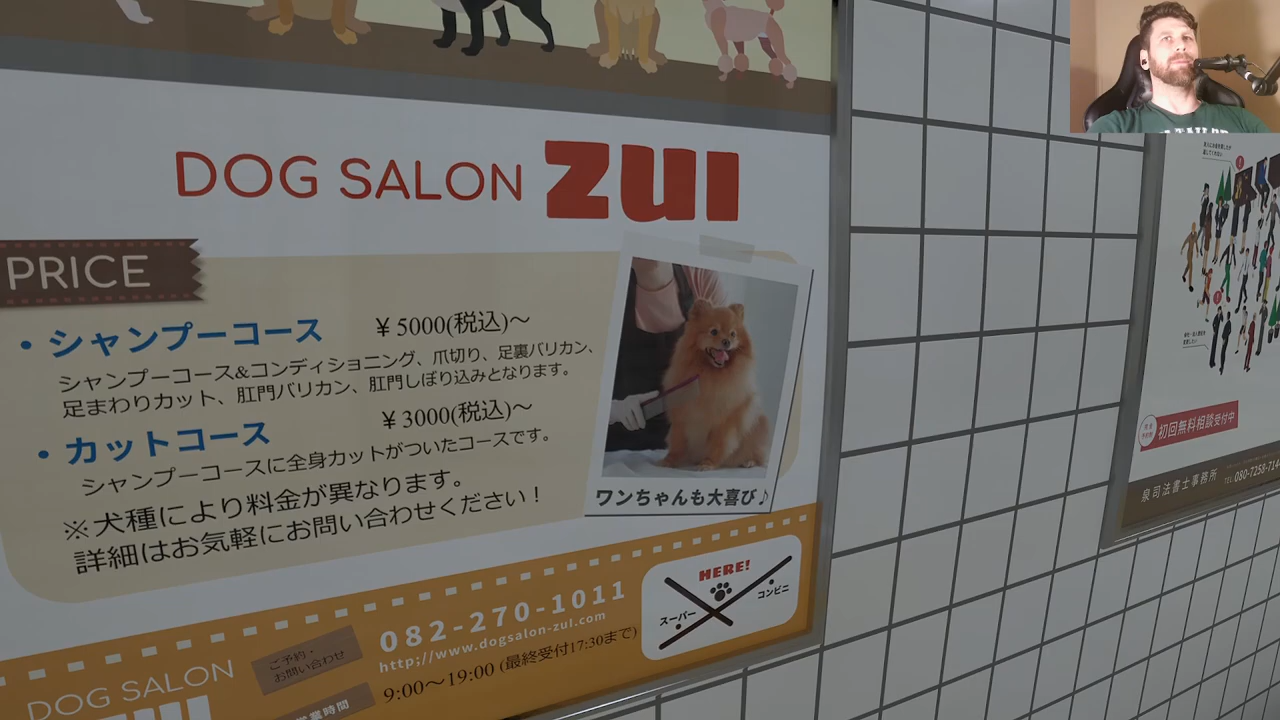 DOG SALON ZUI
PRICE
・シャンプーコース ￥5000(税込)～
シャンプーコース&コンディショニング、爪切り、足裏バリカン、
足まわりカット、肛門バリカン、肛門しぼり込みとなります。
・カットコース ￥3000(税込)～
シャンプーコースに全身カットがついたコースです。
※犬種により料金が異なります。
詳細はお気軽にお問い合わせください！
ワンちゃんも大喜び♪
HERE!
スーパー
コンビニ
DOG SALON
ZUI
ご予約・
お問い合わせ
082-270-1011
http;//www.dogsalon-zui.com
営業時間
9:00～19:00 (最終受付17:30まで)
初回無料相談受付中
泉司法書士事務所
TEL 080-7258-714